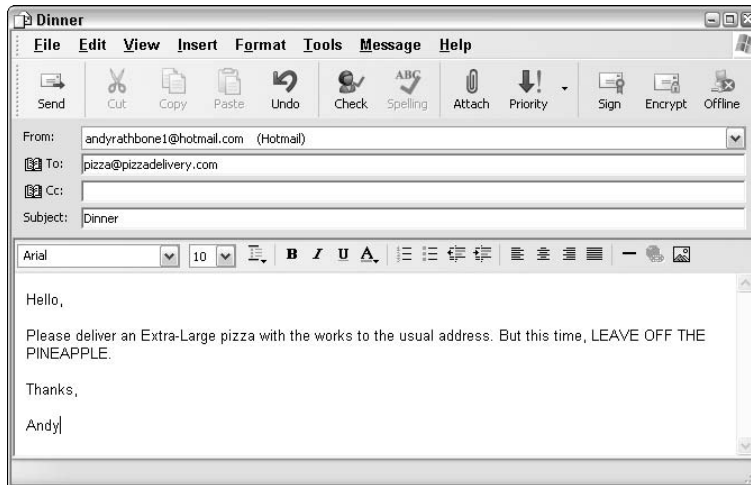 Dinner
File Edit View Insert Format Tools Message Help
ABC
Send Cut Copy Paste Undo Check Spelling Attach Priority Sign Encrypt Offline
From: andyrathbone1@hotmail.com (Hotmail)
To: pizza@pizzadelivery.com
Cc:
Subject: Dinner
Arial 10 B I U A
Hello,
Please deliver an Extra-Large pizza with the works to the usual address. But this time, LEAVE OFF THE
PINEAPPLE.
Thanks,
Andy